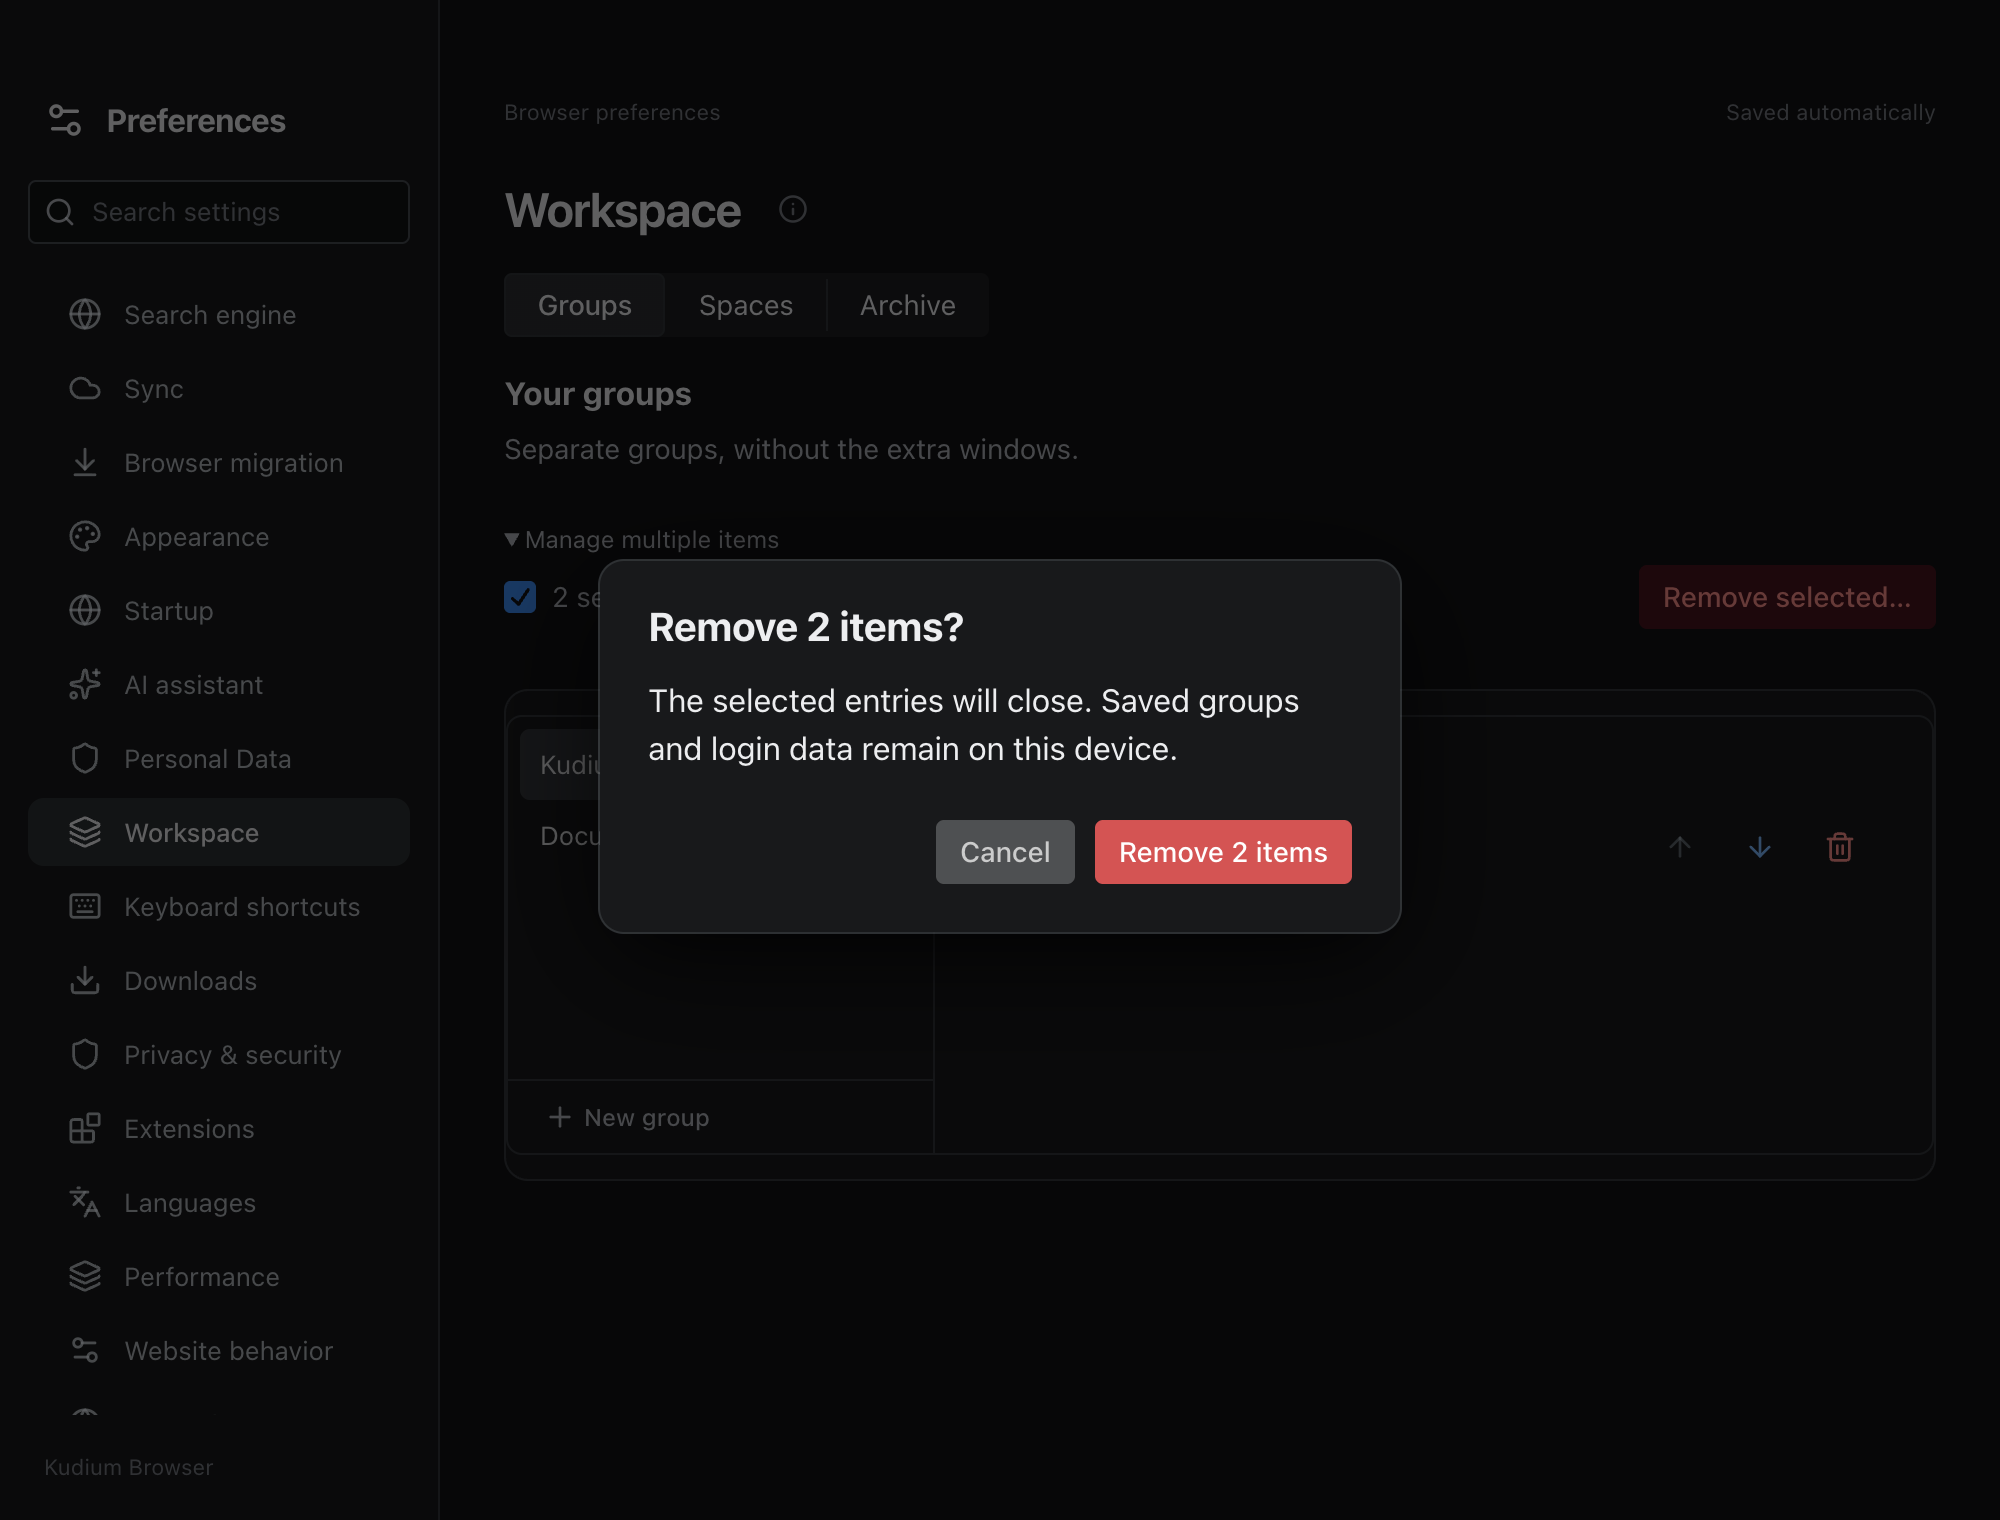 Preferences
Search settings
Search engine
Sync
Browser migration
Appearance
Startup
AI assistant
Personal Data
Workspace
Keyboard shortcuts
Downloads
Privacy & security
Extensions
Languages
Performance
Website behavior
Kudium Browser
Browser preferences
Saved automatically
Workspace
Groups
Spaces
Archive
Your groups
Separate groups, without the extra windows.
Manage multiple items
2
Remove selected...
Remove 2 items?
The selected entries will close. Saved groups
and login data remain on this device.
Cancel
Remove 2 items
New group